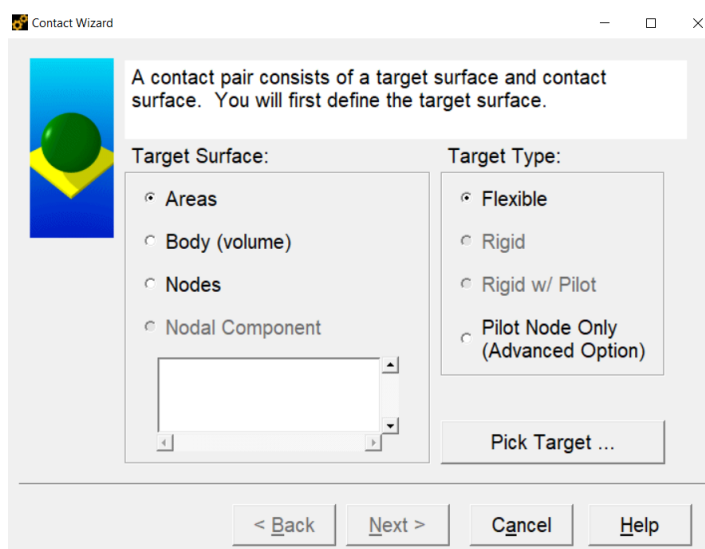 Contact Wizard
A contact pair consists of a target surface and contact
surface.  You will first define the target surface.
Target Surface:
Target Type:
Areas
Flexible
Body (volume)
Rigid
Nodes
Rigid w/ Pilot
Nodal Component
Pilot Node Only
(Advanced Option)
Pick Target ...
< Back
Next >
Cancel
Help